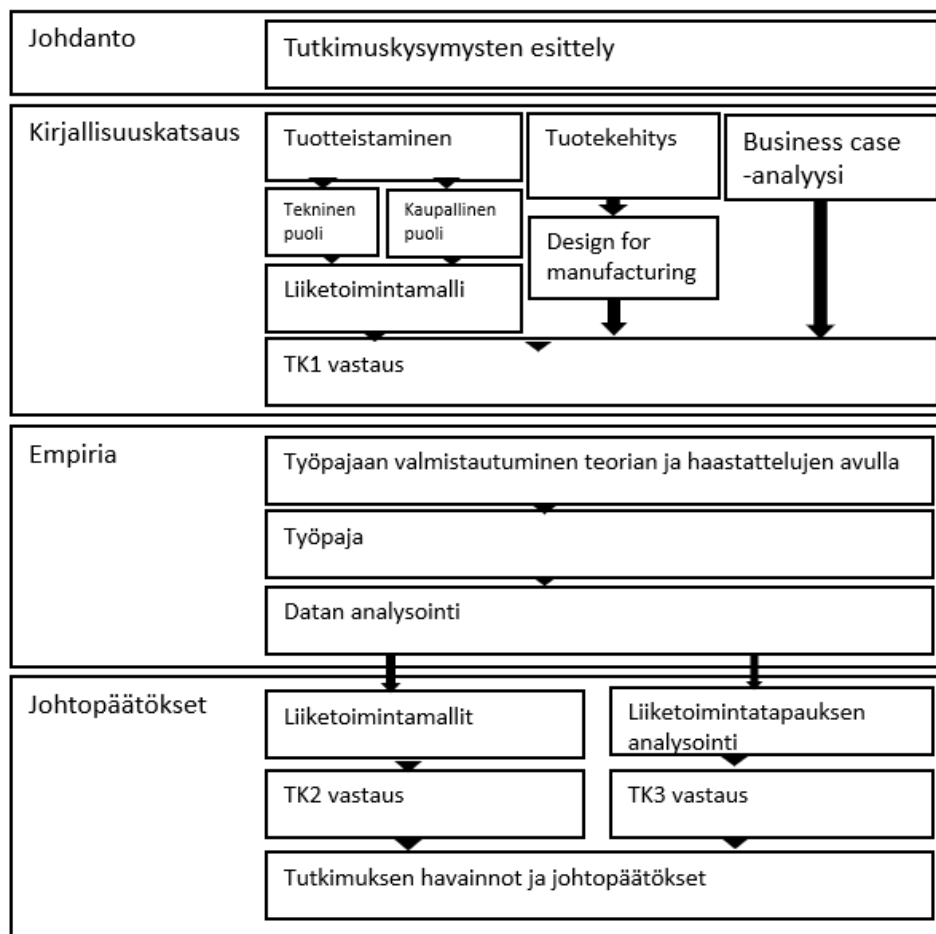 Johdanto
Tutkimuskysymysten esittely
Kirjallisuuskatsaus
Tuotteistaminen
Tuotekehitys
Business case
-analyysi
Tekninen
puoli
Kaupallinen
puoli
Design for
manufacturing
Liiketoimintamalli
TK1 vastaus
Empiria
Työpajaan valmistautuminen teorian ja haastattelujen avulla
Työpaja
Datan analysointi
Johtopäätökset
Liiketoimintamallit
Liiketoimintatapauksen
analysointi
TK2 vastaus
TK3 vastaus
Tutkimuksen havainnot ja johtopäätökset